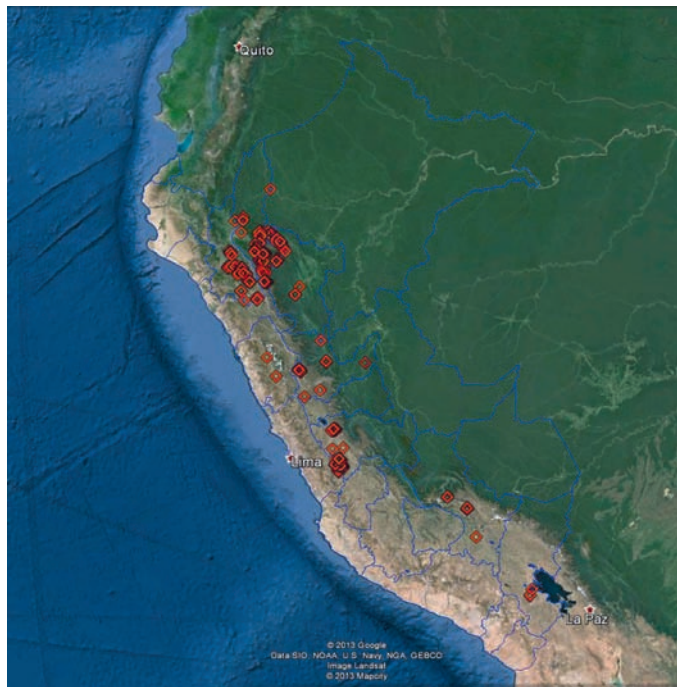 Quito
Lima
La Paz
© 2013 Google
Data SIO, NOAA, U.S. Navy, NGA, GEBCO
Image Landsat
© 2013 Mapcity